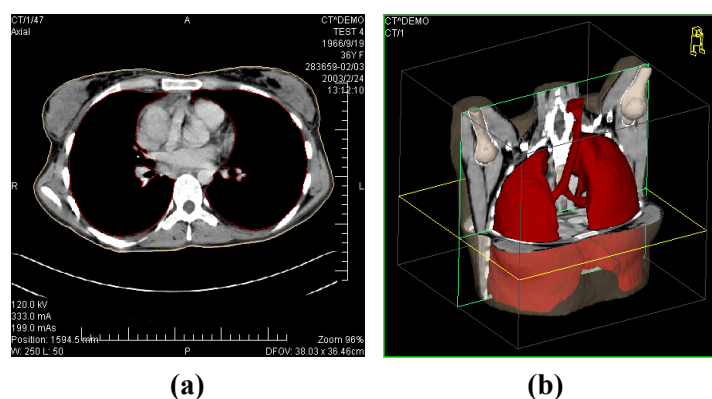 CT/1/47
Axial
A
CT^DEMO
TEST 4
1966/9/19
36Y F
283659-02/03
2003/2/24
13:12:10
R
L
120.0 kV
333.0 mA
199.0 mAs
Position: 1594.5 mm
W: 250 L: 50
P
Zoom 96%
DFOV: 38.03 x 36.46cm
CT^DEMO
CT/1
(a)
(b)